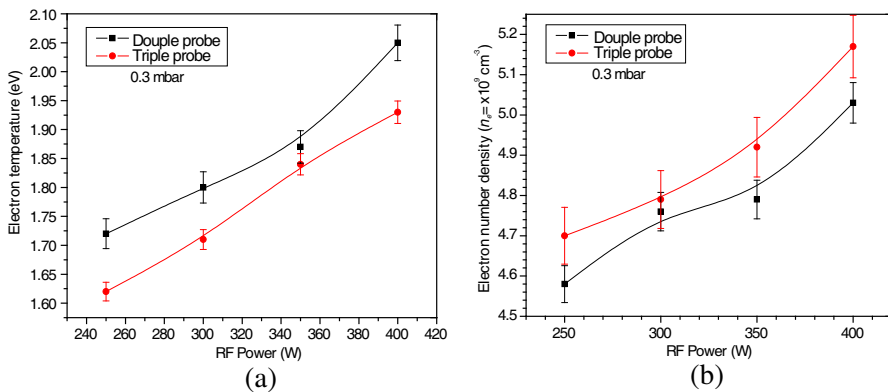 2.10
2.05
2.00
1.95
1.90
1.85
1.80
1.75
1.70
1.65
1.60
Electron temperature (eV)
Douple probe
Triple probe
0.3 mbar
240 260 280 300 320 340 360 380 400 420
RF Power (W)
(a)
5.2
5.1
5.0
4.9
4.8
4.7
4.6
4.5
Electron number density (nₑ= x10⁹ cm⁻³)
Douple probe
Triple probe
0.3 mbar
250 300 350 400
RF Power (W)
(b)